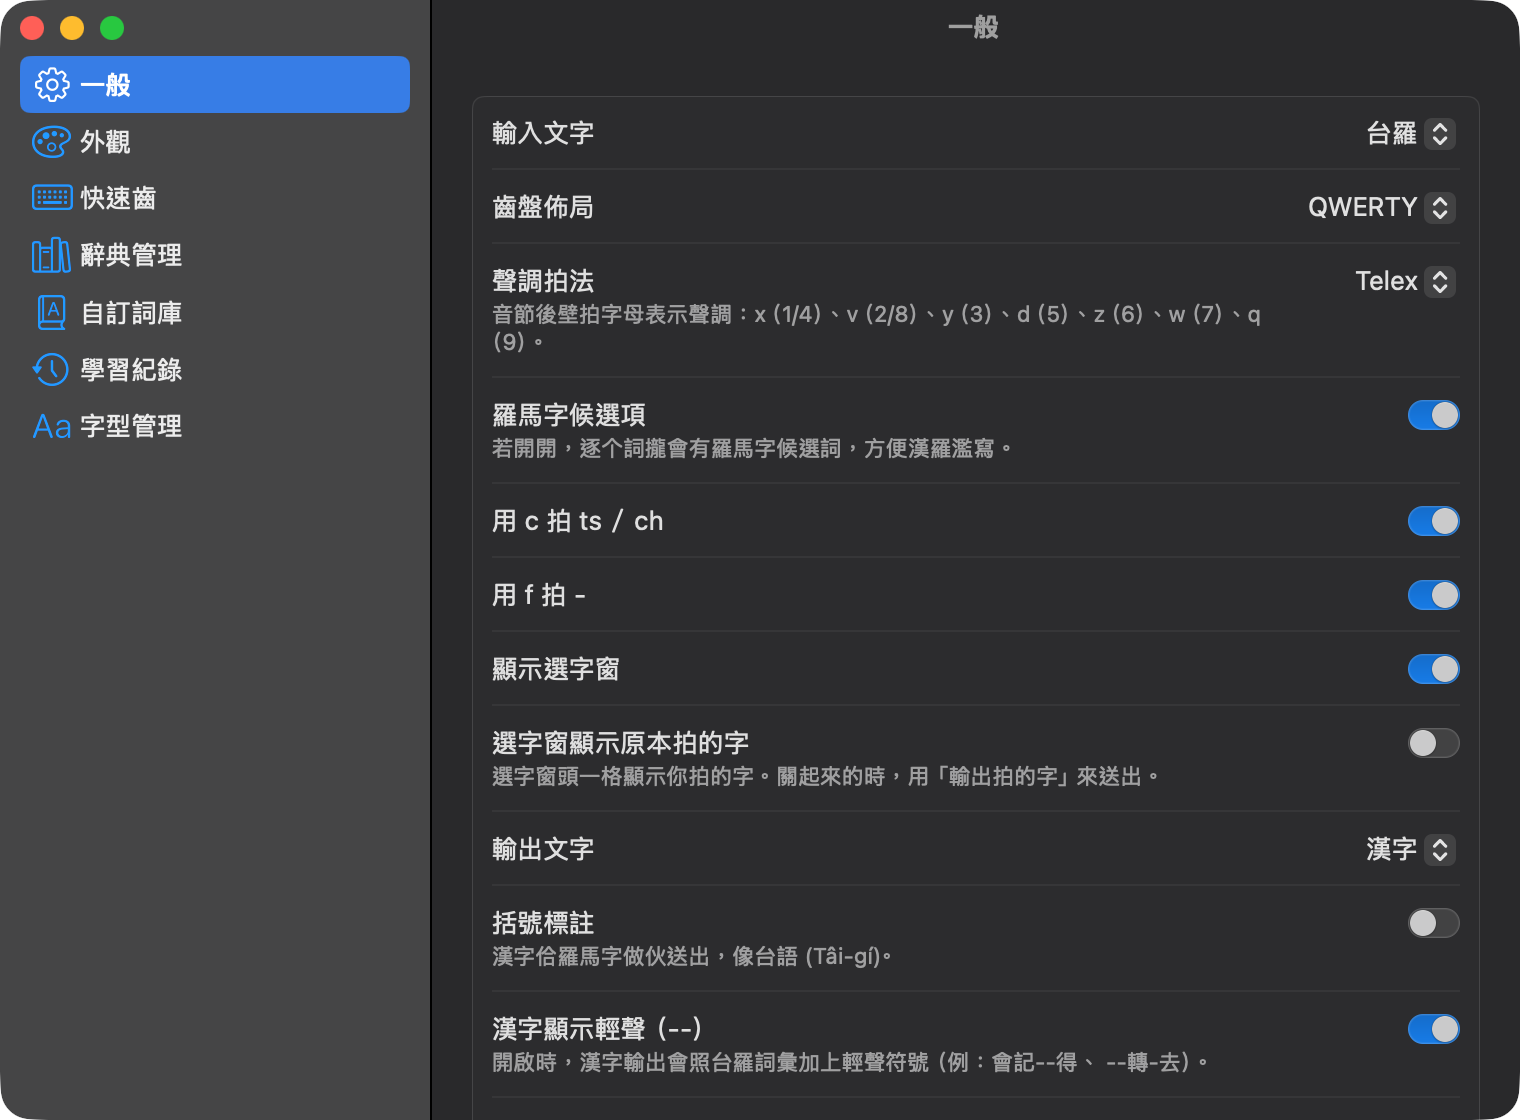 一般
外觀
快速齒
辭典管理
自訂詞庫
學習紀錄
Aa 字型管理
一般
輸入文字
台羅
齒盤佈局
QWERTY
聲調拍法
Telex
音節後壁拍字母表示聲調：x (1/4)、v (2/8)、y (3)、d (5)、z (6)、w (7)、q
(9)。
羅馬字候選項
若開開，逐个詞攏會有羅馬字候選詞，方便漢羅濫寫。
用 c 拍 ts / ch
用 f 拍 -
顯示選字窗
選字窗顯示原本拍的字
選字窗頭一格顯示你拍的字。關起來的時，用「輸出拍的字」來送出。
輸出文字
漢字
括號標註
漢字佮羅馬字做伙送出，像台語 (Tâi-gí)。
漢字顯示輕聲（--）
開啟時，漢字輸出會照台羅詞彙加上輕聲符號（例：會記--得、 --轉-去）。